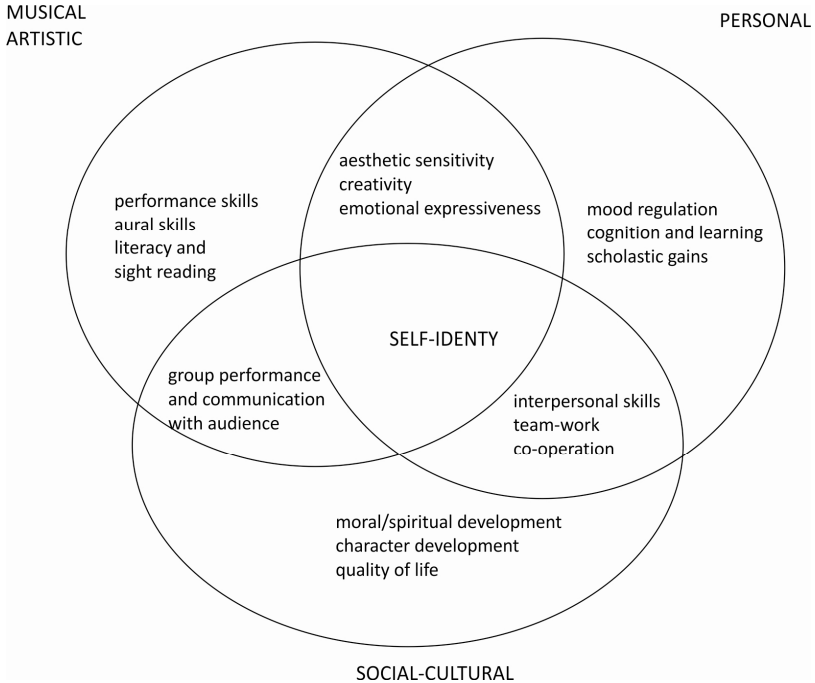 MUSICAL
ARTISTIC
PERSONAL
aesthetic sensitivity
creativity
emotional expressiveness
performance skills
aural skills
literacy and
sight reading
mood regulation
cognition and learning
scholastic gains
SELF-IDENTY
group performance
and communication
with audience
interpersonal skills
team-work
co-operation
moral/spiritual development
character development
quality of life
SOCIAL-CULTURAL